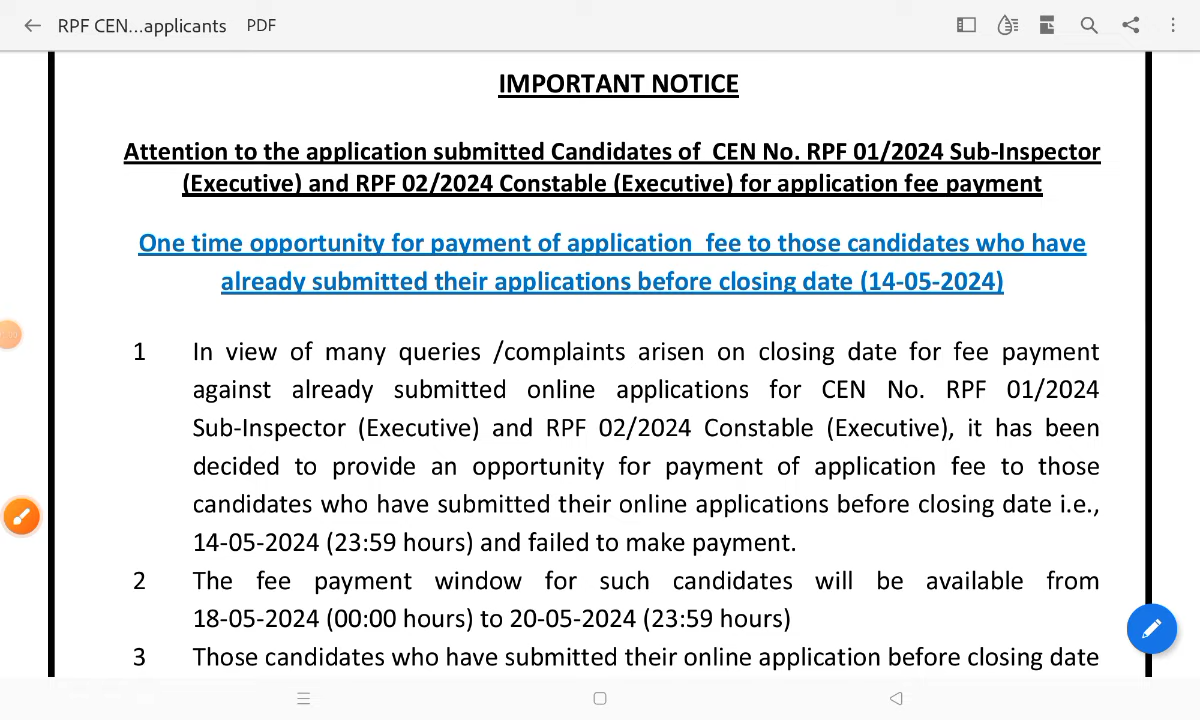 RPF CEN...applicants PDF
IMPORTANT NOTICE
Attention to the application submitted Candidates of CEN No. RPF 01/2024 Sub-Inspector
(Executive) and RPF 02/2024 Constable (Executive) for application fee payment
One time opportunity for payment of application fee to those candidates who have
already submitted their applications before closing date (14-05-2024)
1 In view of many queries /complaints arisen on closing date for fee payment
against already submitted online applications for CEN No. RPF 01/2024
Sub-Inspector (Executive) and RPF 02/2024 Constable (Executive), it has been
decided to provide an opportunity for payment of application fee to those
candidates who have submitted their online applications before closing date i.e.,
14-05-2024 (23:59 hours) and failed to make payment.
2 The fee payment window for such candidates will be available from
18-05-2024 (00:00 hours) to 20-05-2024 (23:59 hours)
3 Those candidates who have submitted their online application before closing date